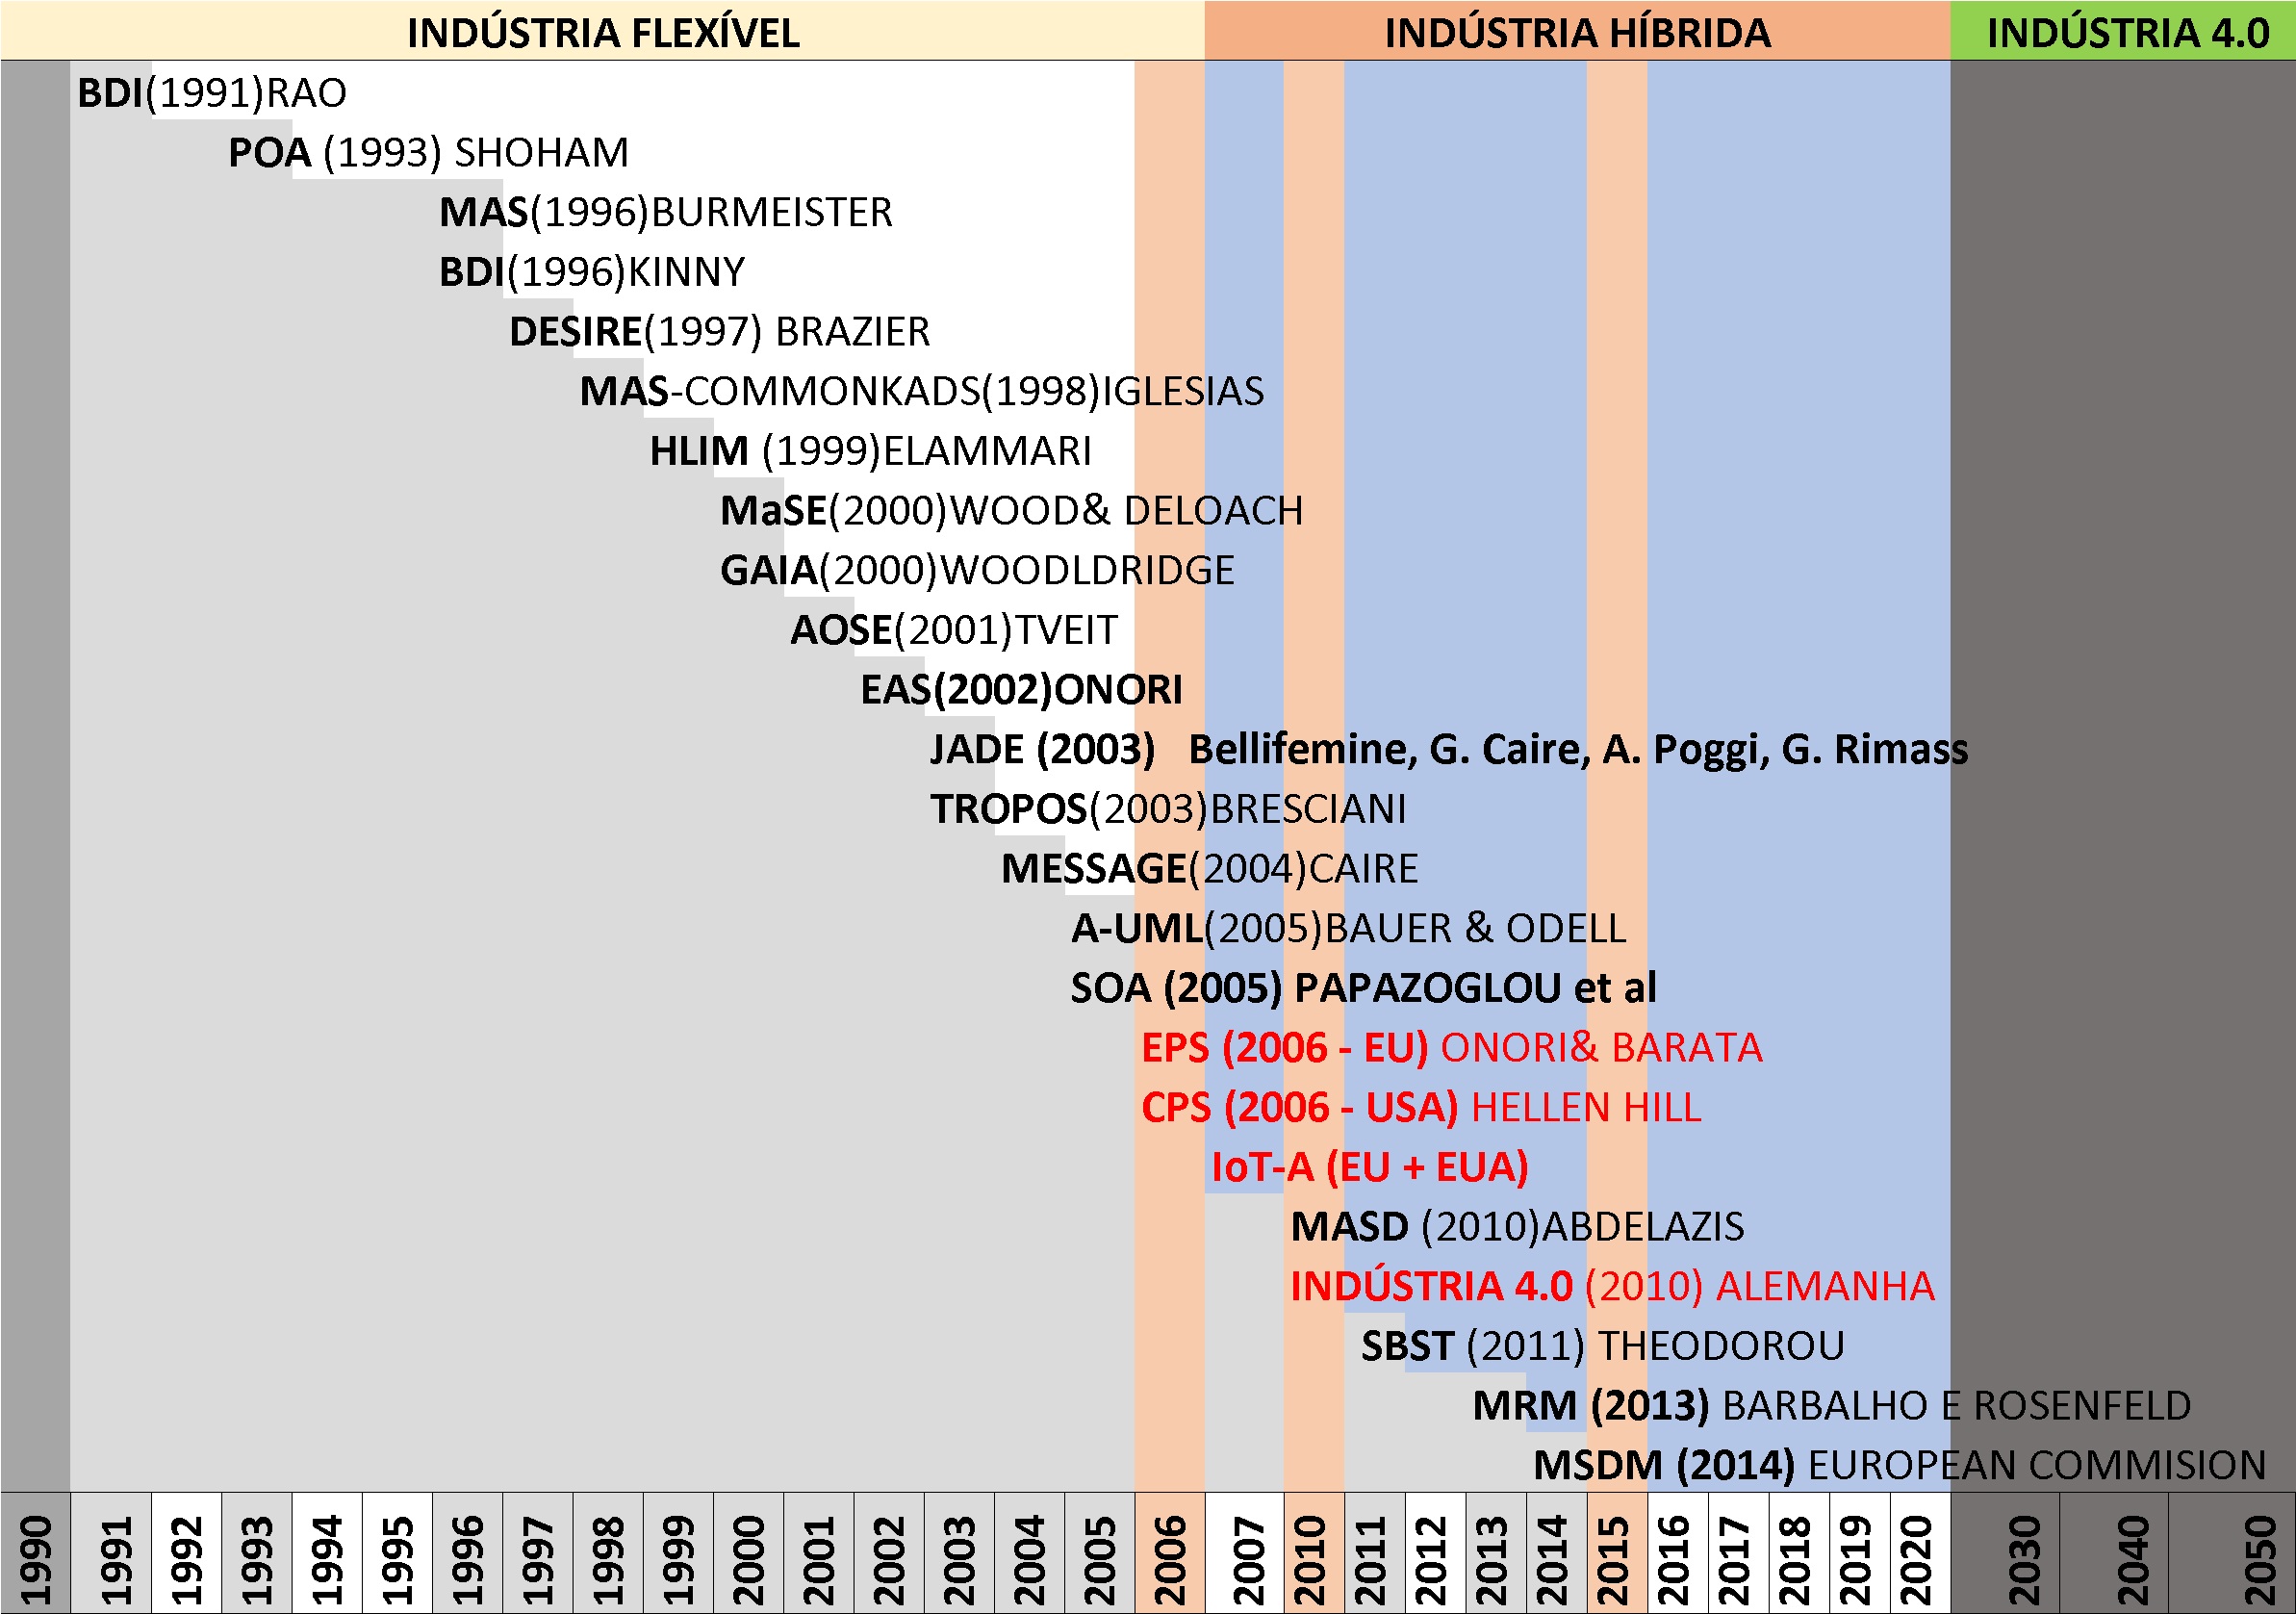 INDÚSTRIA FLEXÍVEL INDÚSTRIA HÍBRIDA INDÚSTRIA 4.0
BDI(1991)RAO
POA (1993) SHOHAM
MAS(1996)BURMEISTER
BDI(1996)KINNY
DESIRE(1997) BRAZIER
MAS-COMMONKADS(1998)IGLESIAS
HLIM (1999)ELAMMARI
MaSE(2000)WOOD& DELOACH
GAIA(2000)WOODLDRIDGE
AOSE(2001)TVEIT
EAS(2002)ONORI
JADE (2003) Bellifemine, G. Caire, A. Poggi, G. Rimass
TROPOS(2003)BRESCIANI
MESSAGE(2004)CAIRE
A-UML(2005)BAUER & ODELL
SOA (2005) PAPAZOGLOU et al
EPS (2006 - EU) ONORI& BARATA
CPS (2006 - USA) HELLEN HILL
IoT-A (EU + EUA)
MASD (2010)ABDELAZIS
INDÚSTRIA 4.0 (2010) ALEMANHA
SBST (2011) THEODOROU
MRM (2013) BARBALHO E ROSENFELD
MSDM (2014) EUROPEAN COMMISION
1990 1991 1992 1993 1994 1995 1996 1997 1998 1999 2000 2001 2002 2003 2004 2005 2006 2007 2010 2011 2012 2013 2014 2015 2016 2017 2018 2019 2020 2030 2040 2050